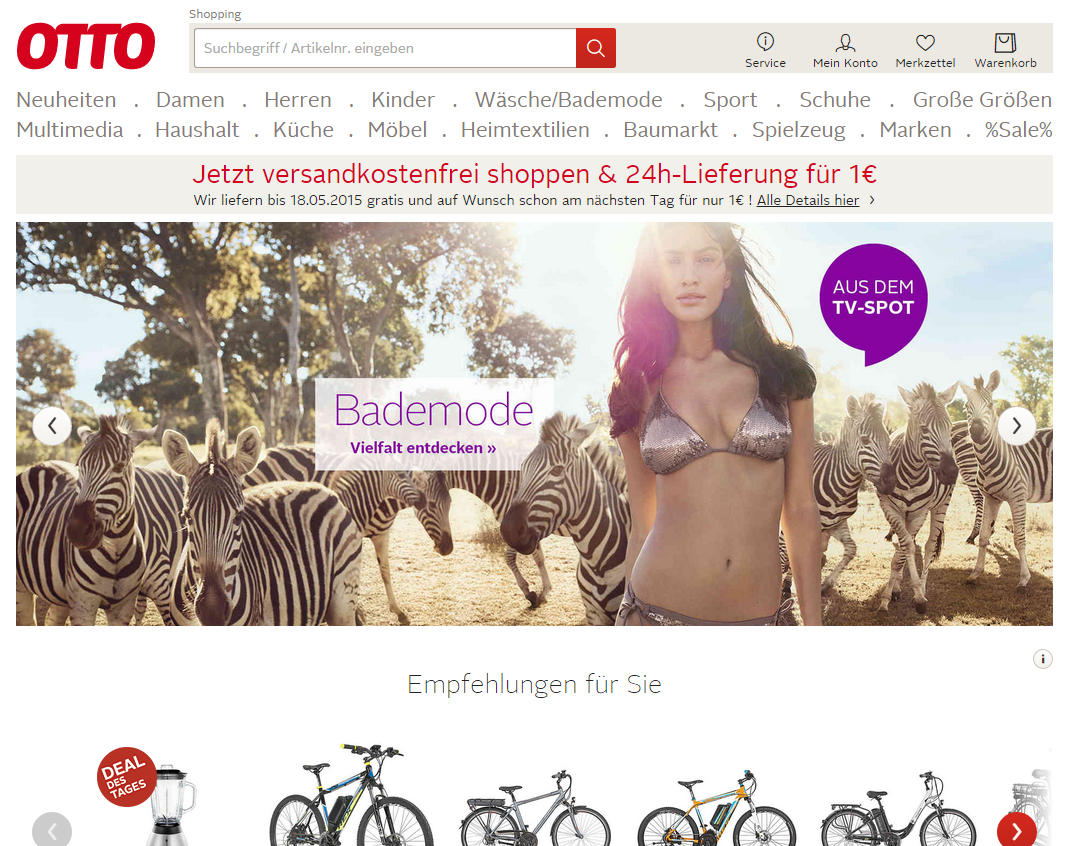 Shopping
OTTO
Suchbegriff / Artikelnr. eingeben
Service
Mein Konto
Merkzettel
Warenkorb
Neuheiten . Damen . Herren . Kinder . Wäsche/Bademode . Sport . Schuhe . Große Größen
Multimedia . Haushalt . Küche . Möbel . Heimtextilien . Baumarkt . Spielzeug . Marken . %Sale%
Jetzt versandkostenfrei shoppen & 24h-Lieferung für 1€
Wir liefern bis 18.05.2015 gratis und auf Wunsch schon am nächsten Tag für nur 1€ ! Alle Details hier ›
AUS DEM
TV-SPOT
Bademode
Vielfalt entdecken »
i
Empfehlungen für Sie
DEAL
DES
TAGES